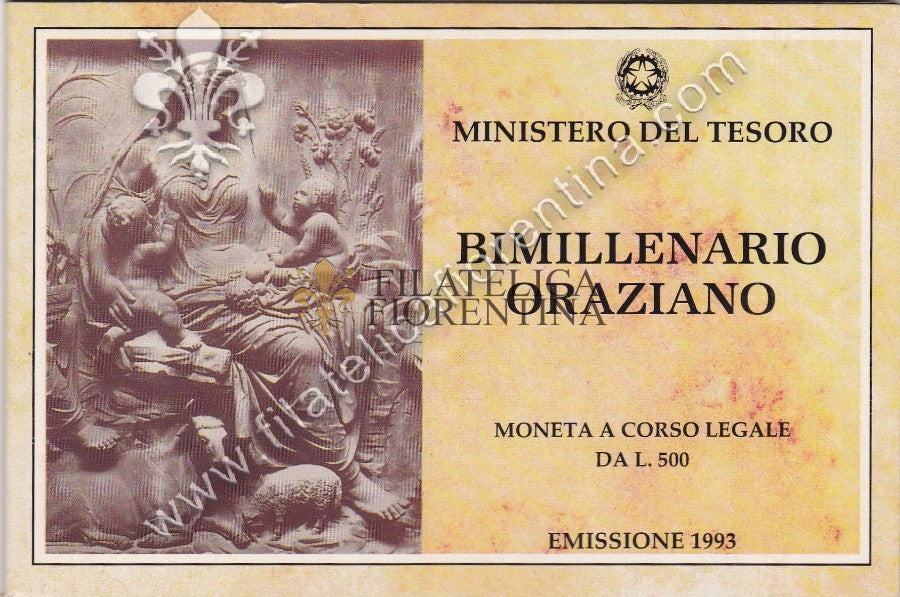 MINISTERO DEL TESORO
BIMILLENARIO
ORAZIANO
FILATELICA
FIORENTINA
www.filatelicafiorentina.com
MONETA A CORSO LEGALE
DA L. 500
EMISSIONE 1993